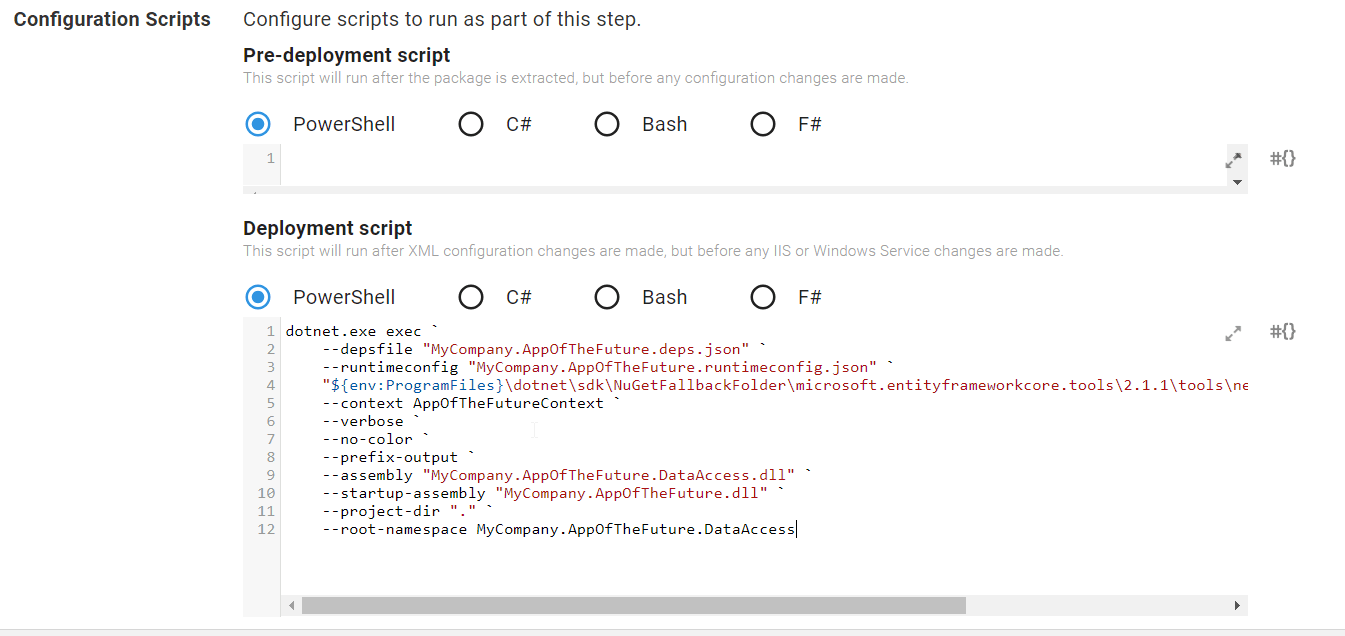 Configuration Scripts Configure scripts to run as part of this step.
Pre-deployment script
This script will run after the package is extracted, but before any configuration changes are made.
PowerShell C# Bash F#
1
#{}
Deployment script
This script will run after XML configuration changes are made, but before any IIS or Windows Service changes are made.
PowerShell C# Bash F#
#{}
1 dotnet.exe exec `
2 --depsfile "MyCompany.AppOfTheFuture.deps.json" `
3 --runtimeconfig "MyCompany.AppOfTheFuture.runtimeconfig.json" `
4 "${env:ProgramFiles}\dotnet\sdk\NuGetFallbackFolder\microsoft.entityframeworkcore.tools\2.1.1\tools\ne
5 --context AppOfTheFutureContext `
6 --verbose `
7 --no-color `
8 --prefix-output `
9 --assembly "MyCompany.AppOfTheFuture.DataAccess.dll" `
10 --startup-assembly "MyCompany.AppOfTheFuture.dll" `
11 --project-dir "." `
12 --root-namespace MyCompany.AppOfTheFuture.DataAccess